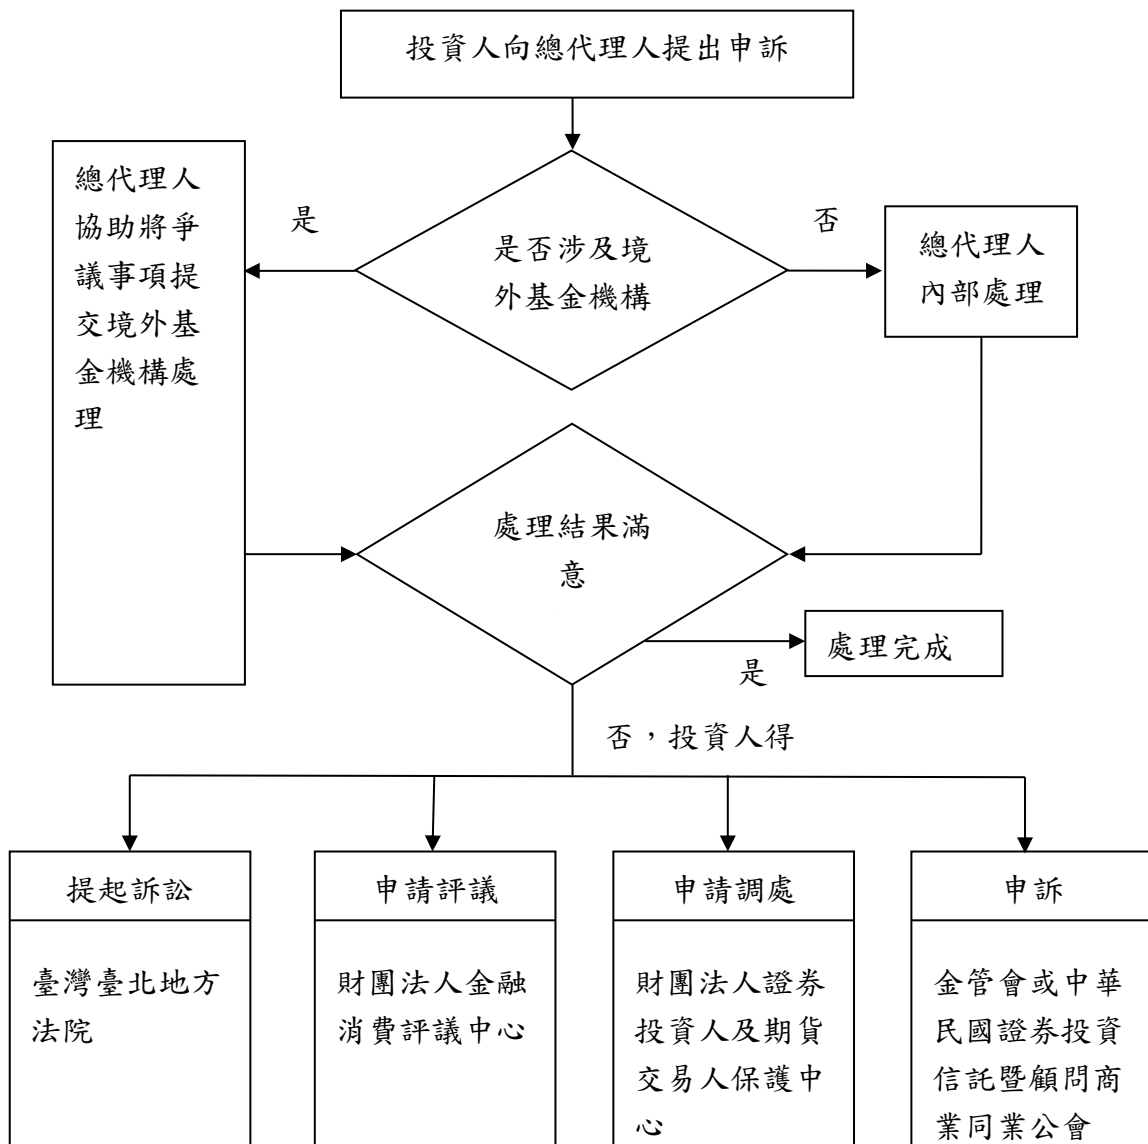 投資人向總代理人提出申訴
總代理人
協助將爭
議事項提
交境外基
金機構處
理
是
是否涉及境
外基金機構
否
總代理人
內部處理
處理結果滿
意
處理完成
是
否，投資人得
提起訴訟
臺灣臺北地方
法院
申請評議
財團法人金融
消費評議中心
申請調處
財團法人證券
投資人及期貨
交易人保護中
心
申訴
金管會或中華
民國證券投資
信託暨顧問商
業同業公會